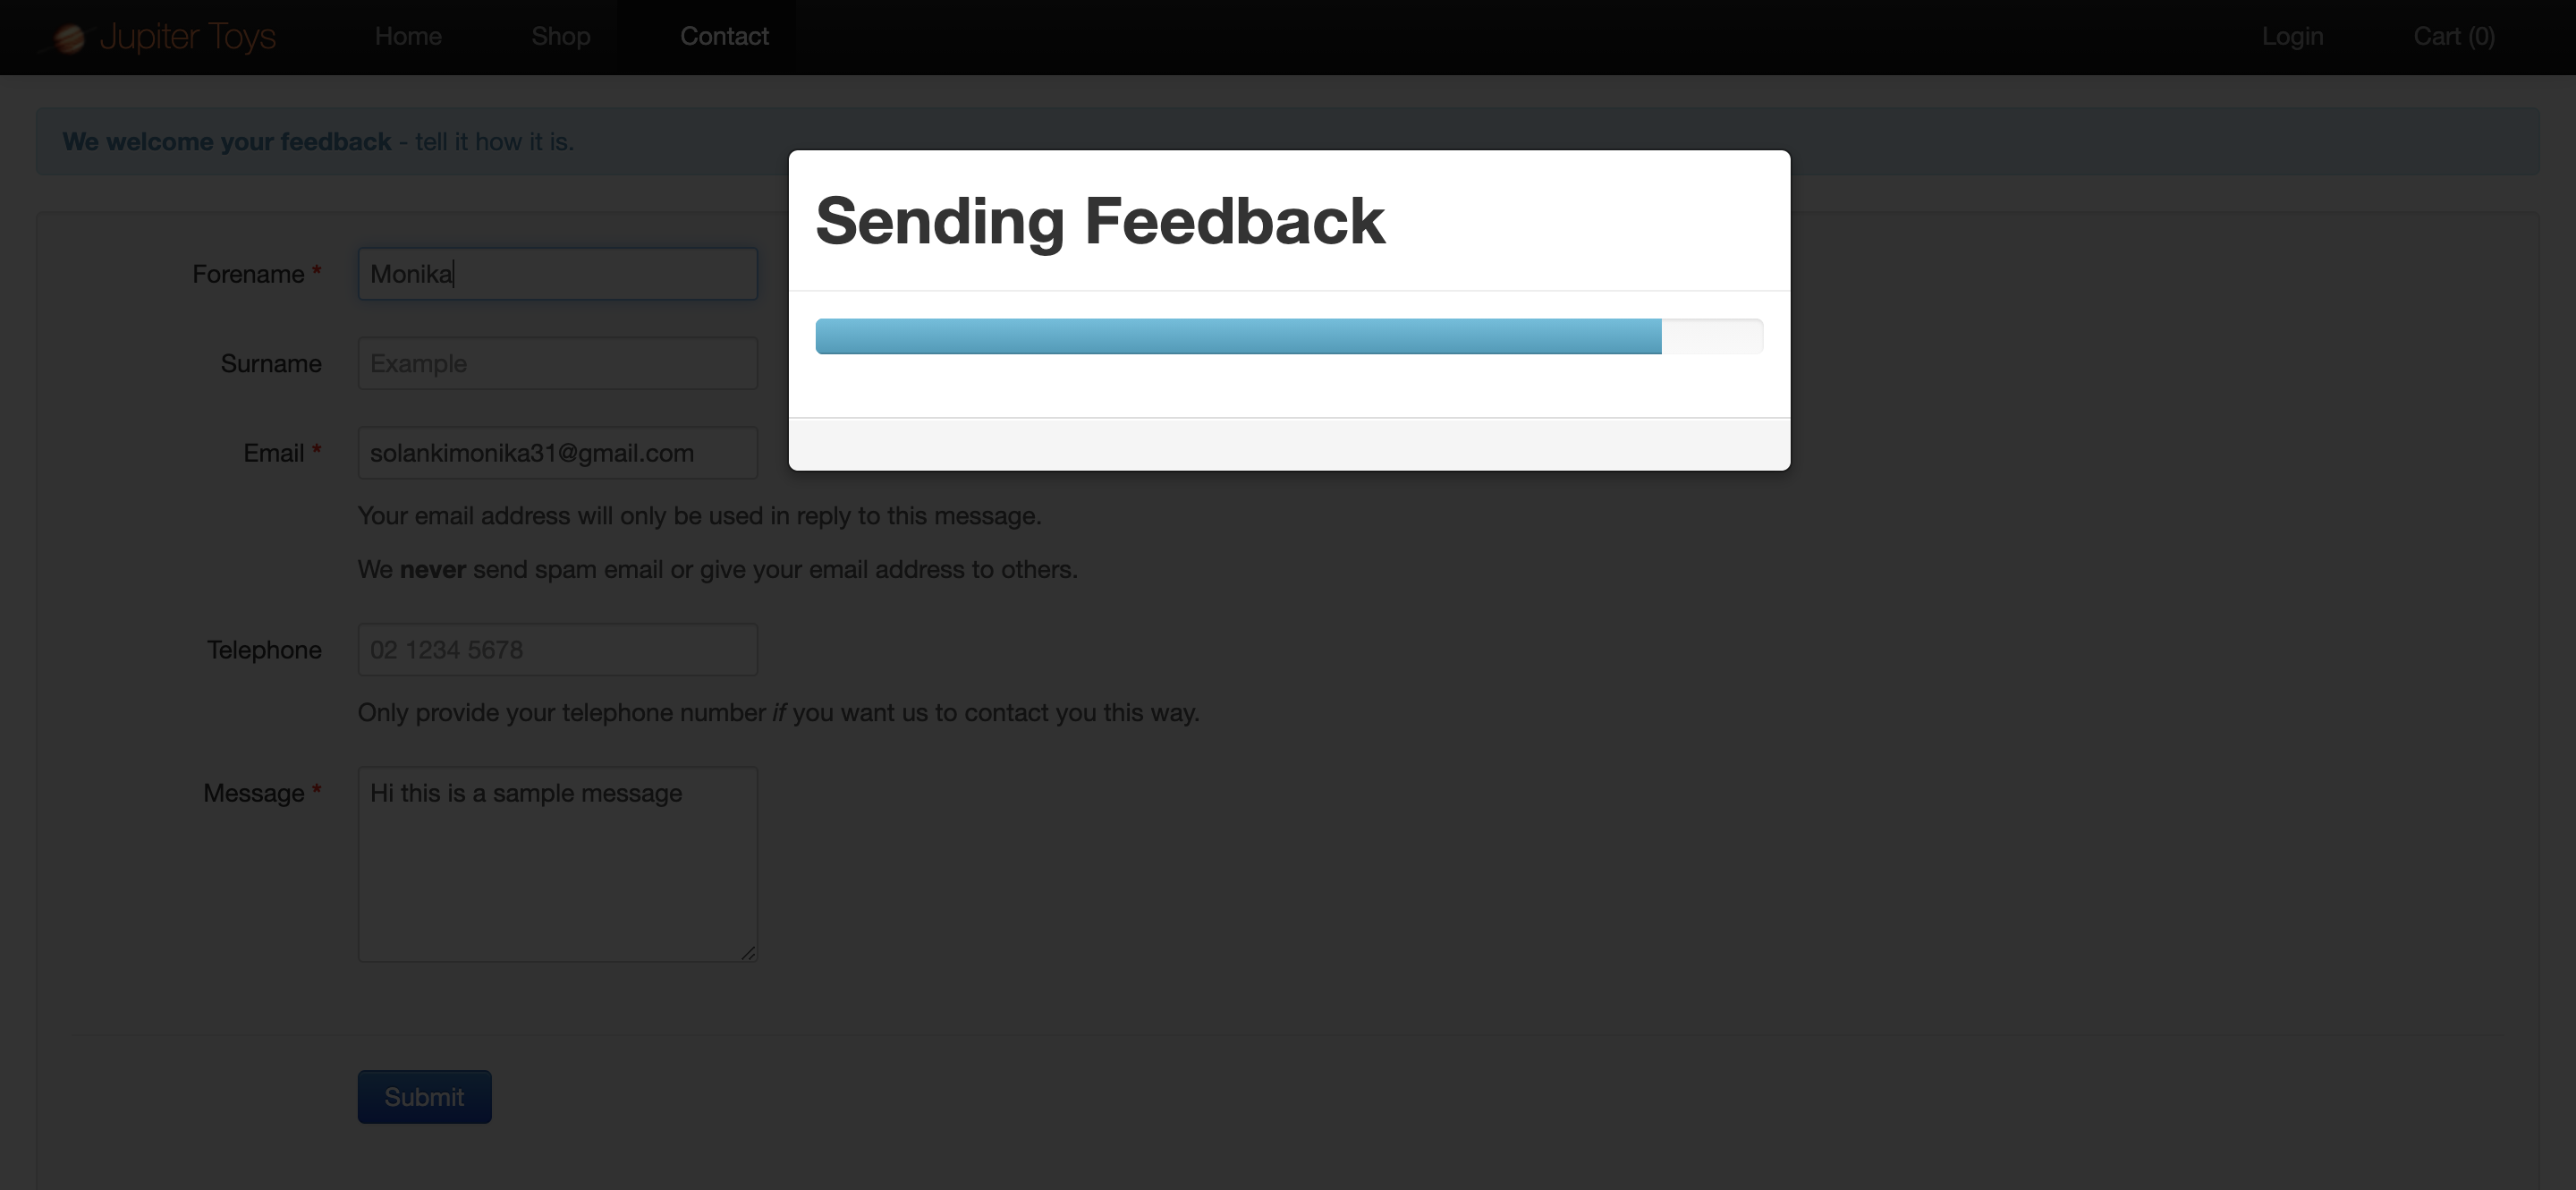 Jupiter Toys Home Shop Contact Login Cart (0)
We welcome your feedback - tell it how it is.
Sending Feedback
Forename * Monika
Surname Example
Email * solankimonika31@gmail.com
Your email address will only be used in reply to this message.
We never send spam email or give your email address to others.
Telephone 02 1234 5678
Only provide your telephone number if you want us to contact you this way.
Message * Hi this is a sample message
Submit